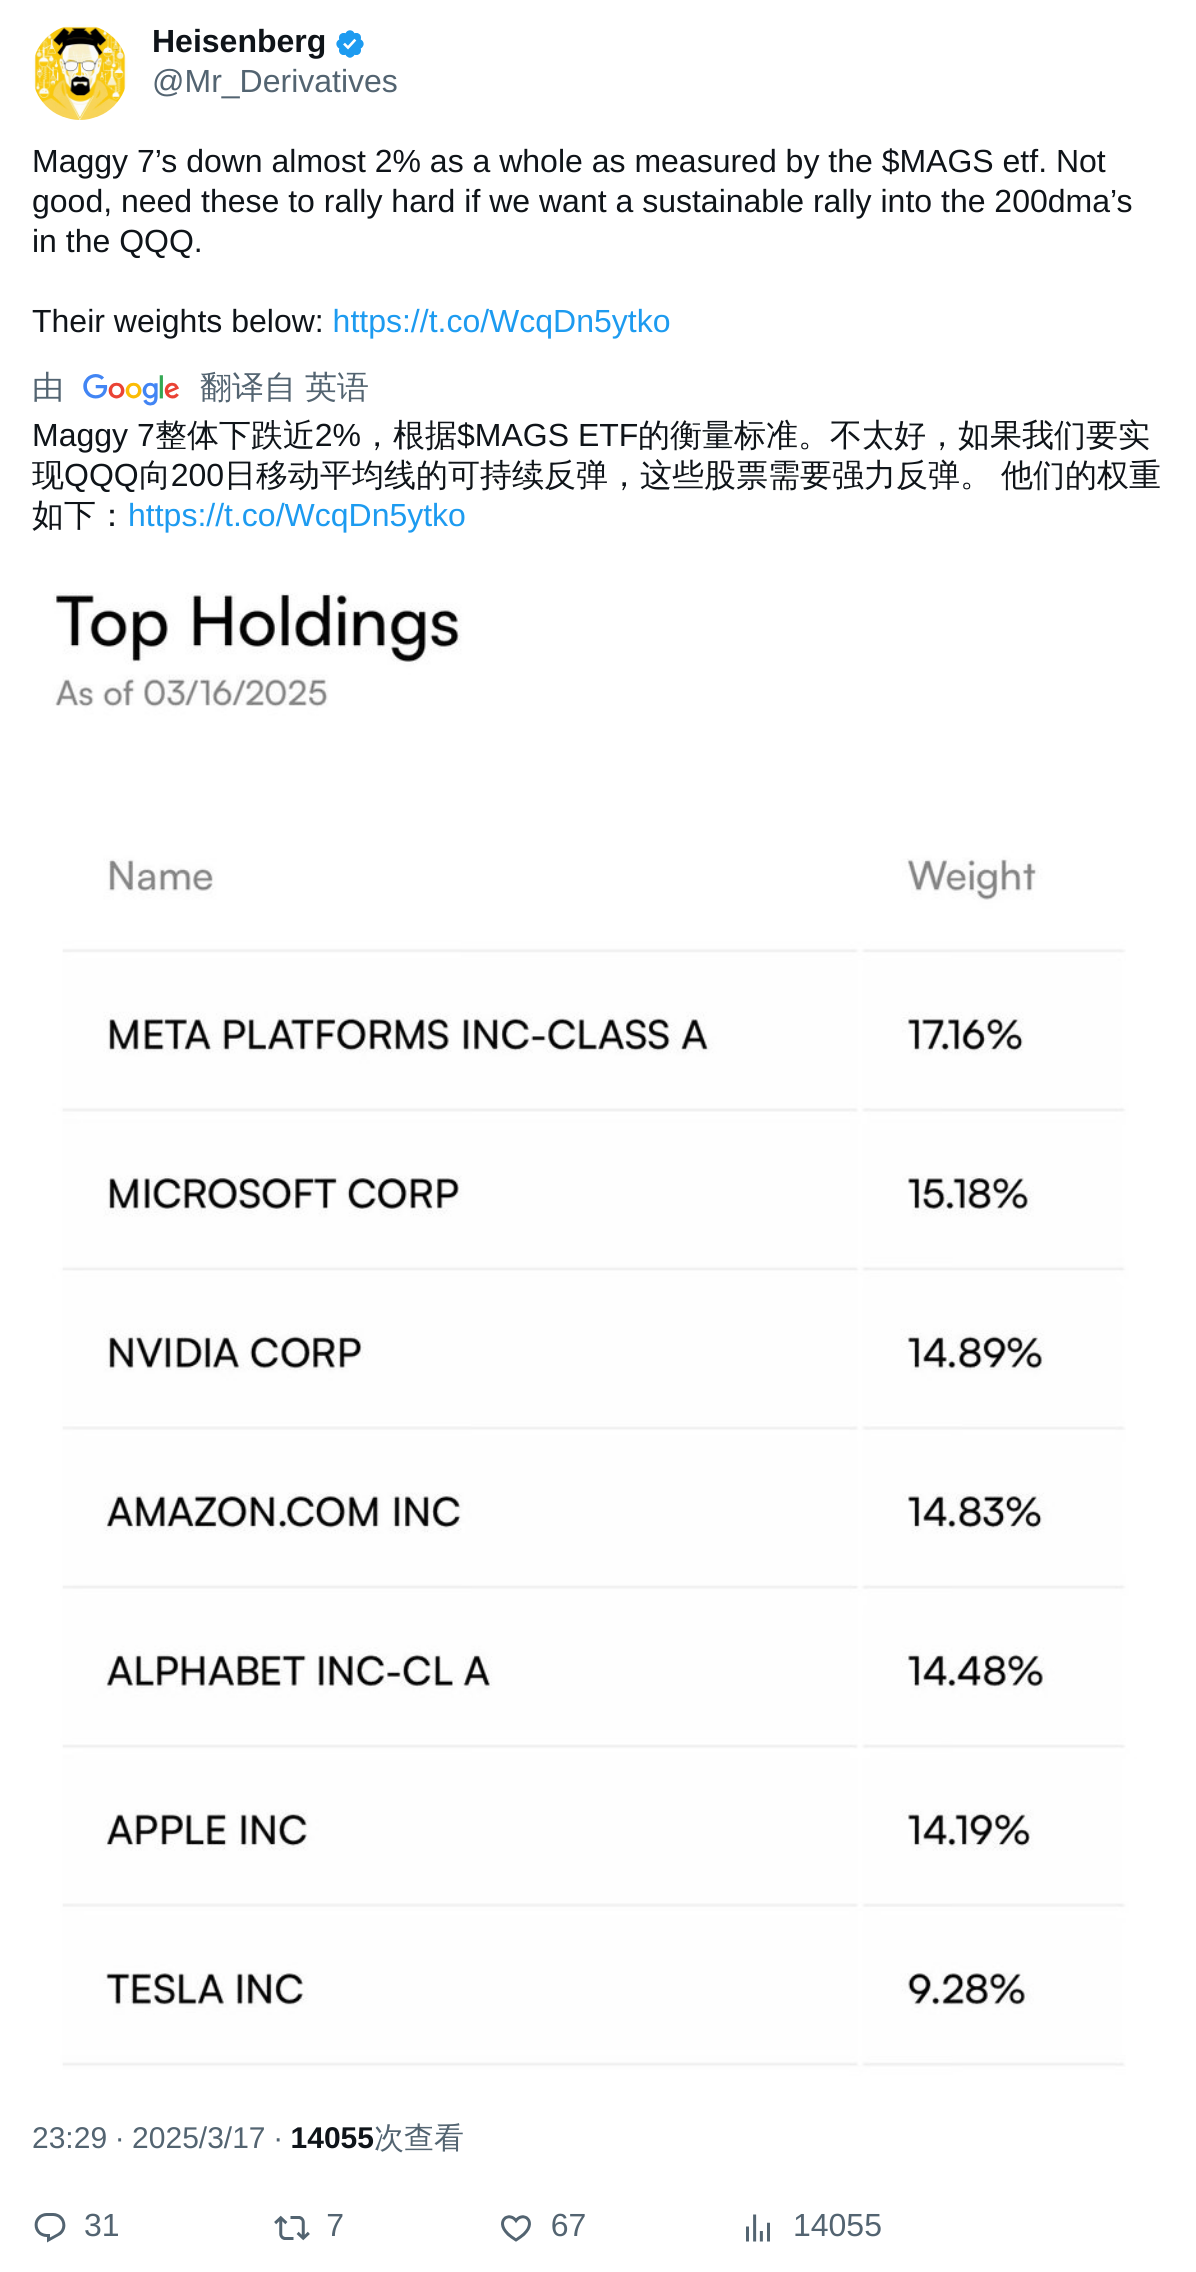 Heisenberg
@Mr_Derivatives
Maggy 7’s down almost 2% as a whole as measured by the $MAGS etf. Not
good, need these to rally hard if we want a sustainable rally into the 200dma’s
in the QQQ.
Their weights below: https://t.co/WcqDn5ytko
由 Google 翻译自 英语
Maggy 7整体下跌近2%，根据$MAGS ETF的衡量标准。不太好，如果我们要实
现QQQ向200日移动平均线的可持续反弹，这些股票需要强力反弹。 他们的权重
如下：https://t.co/WcqDn5ytko
Top Holdings
As of 03/16/2025
Name Weight
META PLATFORMS INC-CLASS A 17.16%
MICROSOFT CORP 15.18%
NVIDIA CORP 14.89%
AMAZON.COM INC 14.83%
ALPHABET INC-CL A 14.48%
APPLE INC 14.19%
TESLA INC 9.28%
23:29 · 2025/3/17 · 14055次查看
31 7 67 14055